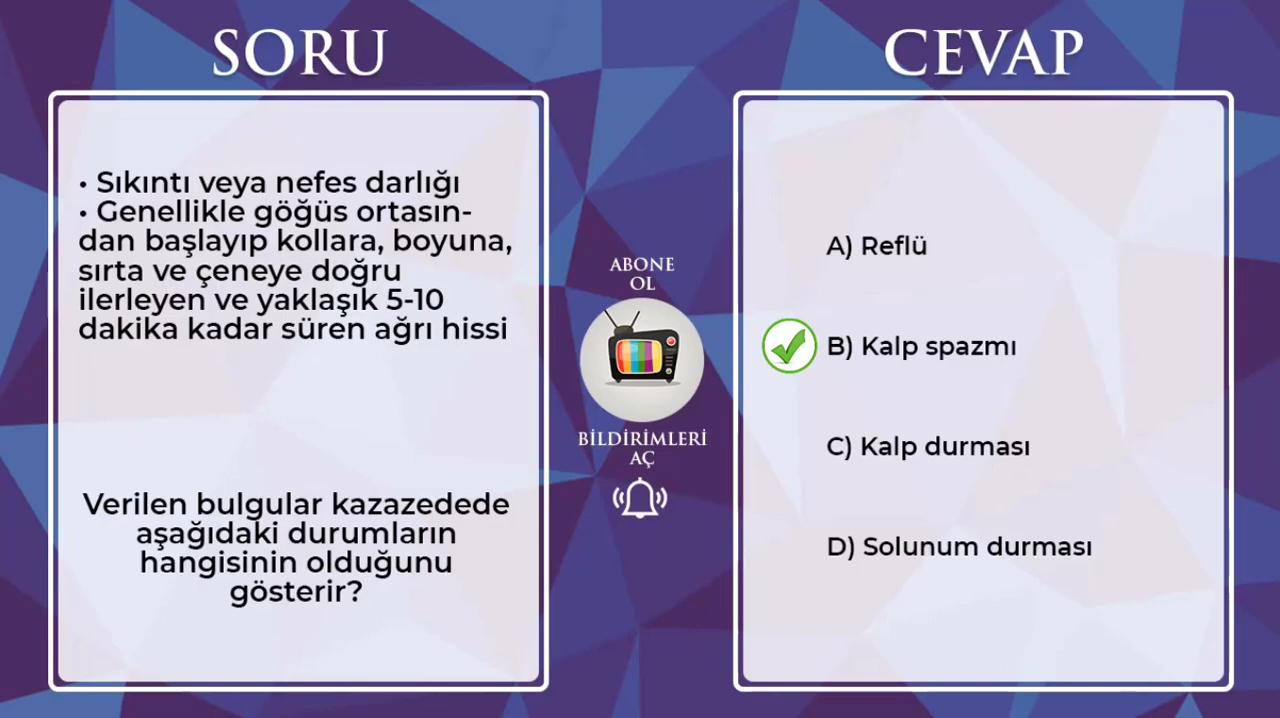 SORU
• Sıkıntı veya nefes darlığı
• Genellikle göğüs ortasın-
dan başlayıp kollara, boyuna,
sırta ve çeneye doğru
ilerleyen ve yaklaşık 5-10
dakika kadar süren ağrı hissi
Verilen bulgular kazazedede
aşağıdaki durumların
hangisinin olduğunu
gösterir?
ABONE
OL
BİLDİRİMLERİ
AÇ
CEVAP
A) Reflü
B) Kalp spazmı
C) Kalp durması
D) Solunum durması